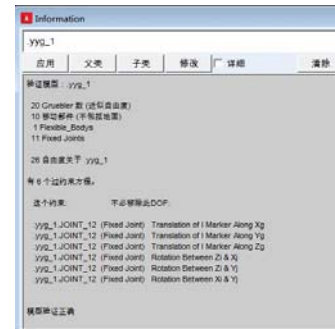 Information
.yyg_1
应用 父类 子类 修改 详细 清除
验证模型: .yyg_1
20 Gruebler 数 (近似自由度)
10 移动部件 (不包括地面)
1 Flexible_Bodys
11 Fixed Joints
26 自由度关于 .yyg_1
有 6 个过约束方程。
这个约束: 不必移除此DOF:
.yyg_1.JOINT_12 (Fixed Joint) Translation of I Marker Along Xg
.yyg_1.JOINT_12 (Fixed Joint) Translation of I Marker Along Yg
.yyg_1.JOINT_12 (Fixed Joint) Translation of I Marker Along Zg
.yyg_1.JOINT_12 (Fixed Joint) Rotation Between Zi & Xj
.yyg_1.JOINT_12 (Fixed Joint) Rotation Between Zi & Yj
.yyg_1.JOINT_12 (Fixed Joint) Rotation Between Xi & Yj
模型验证正确